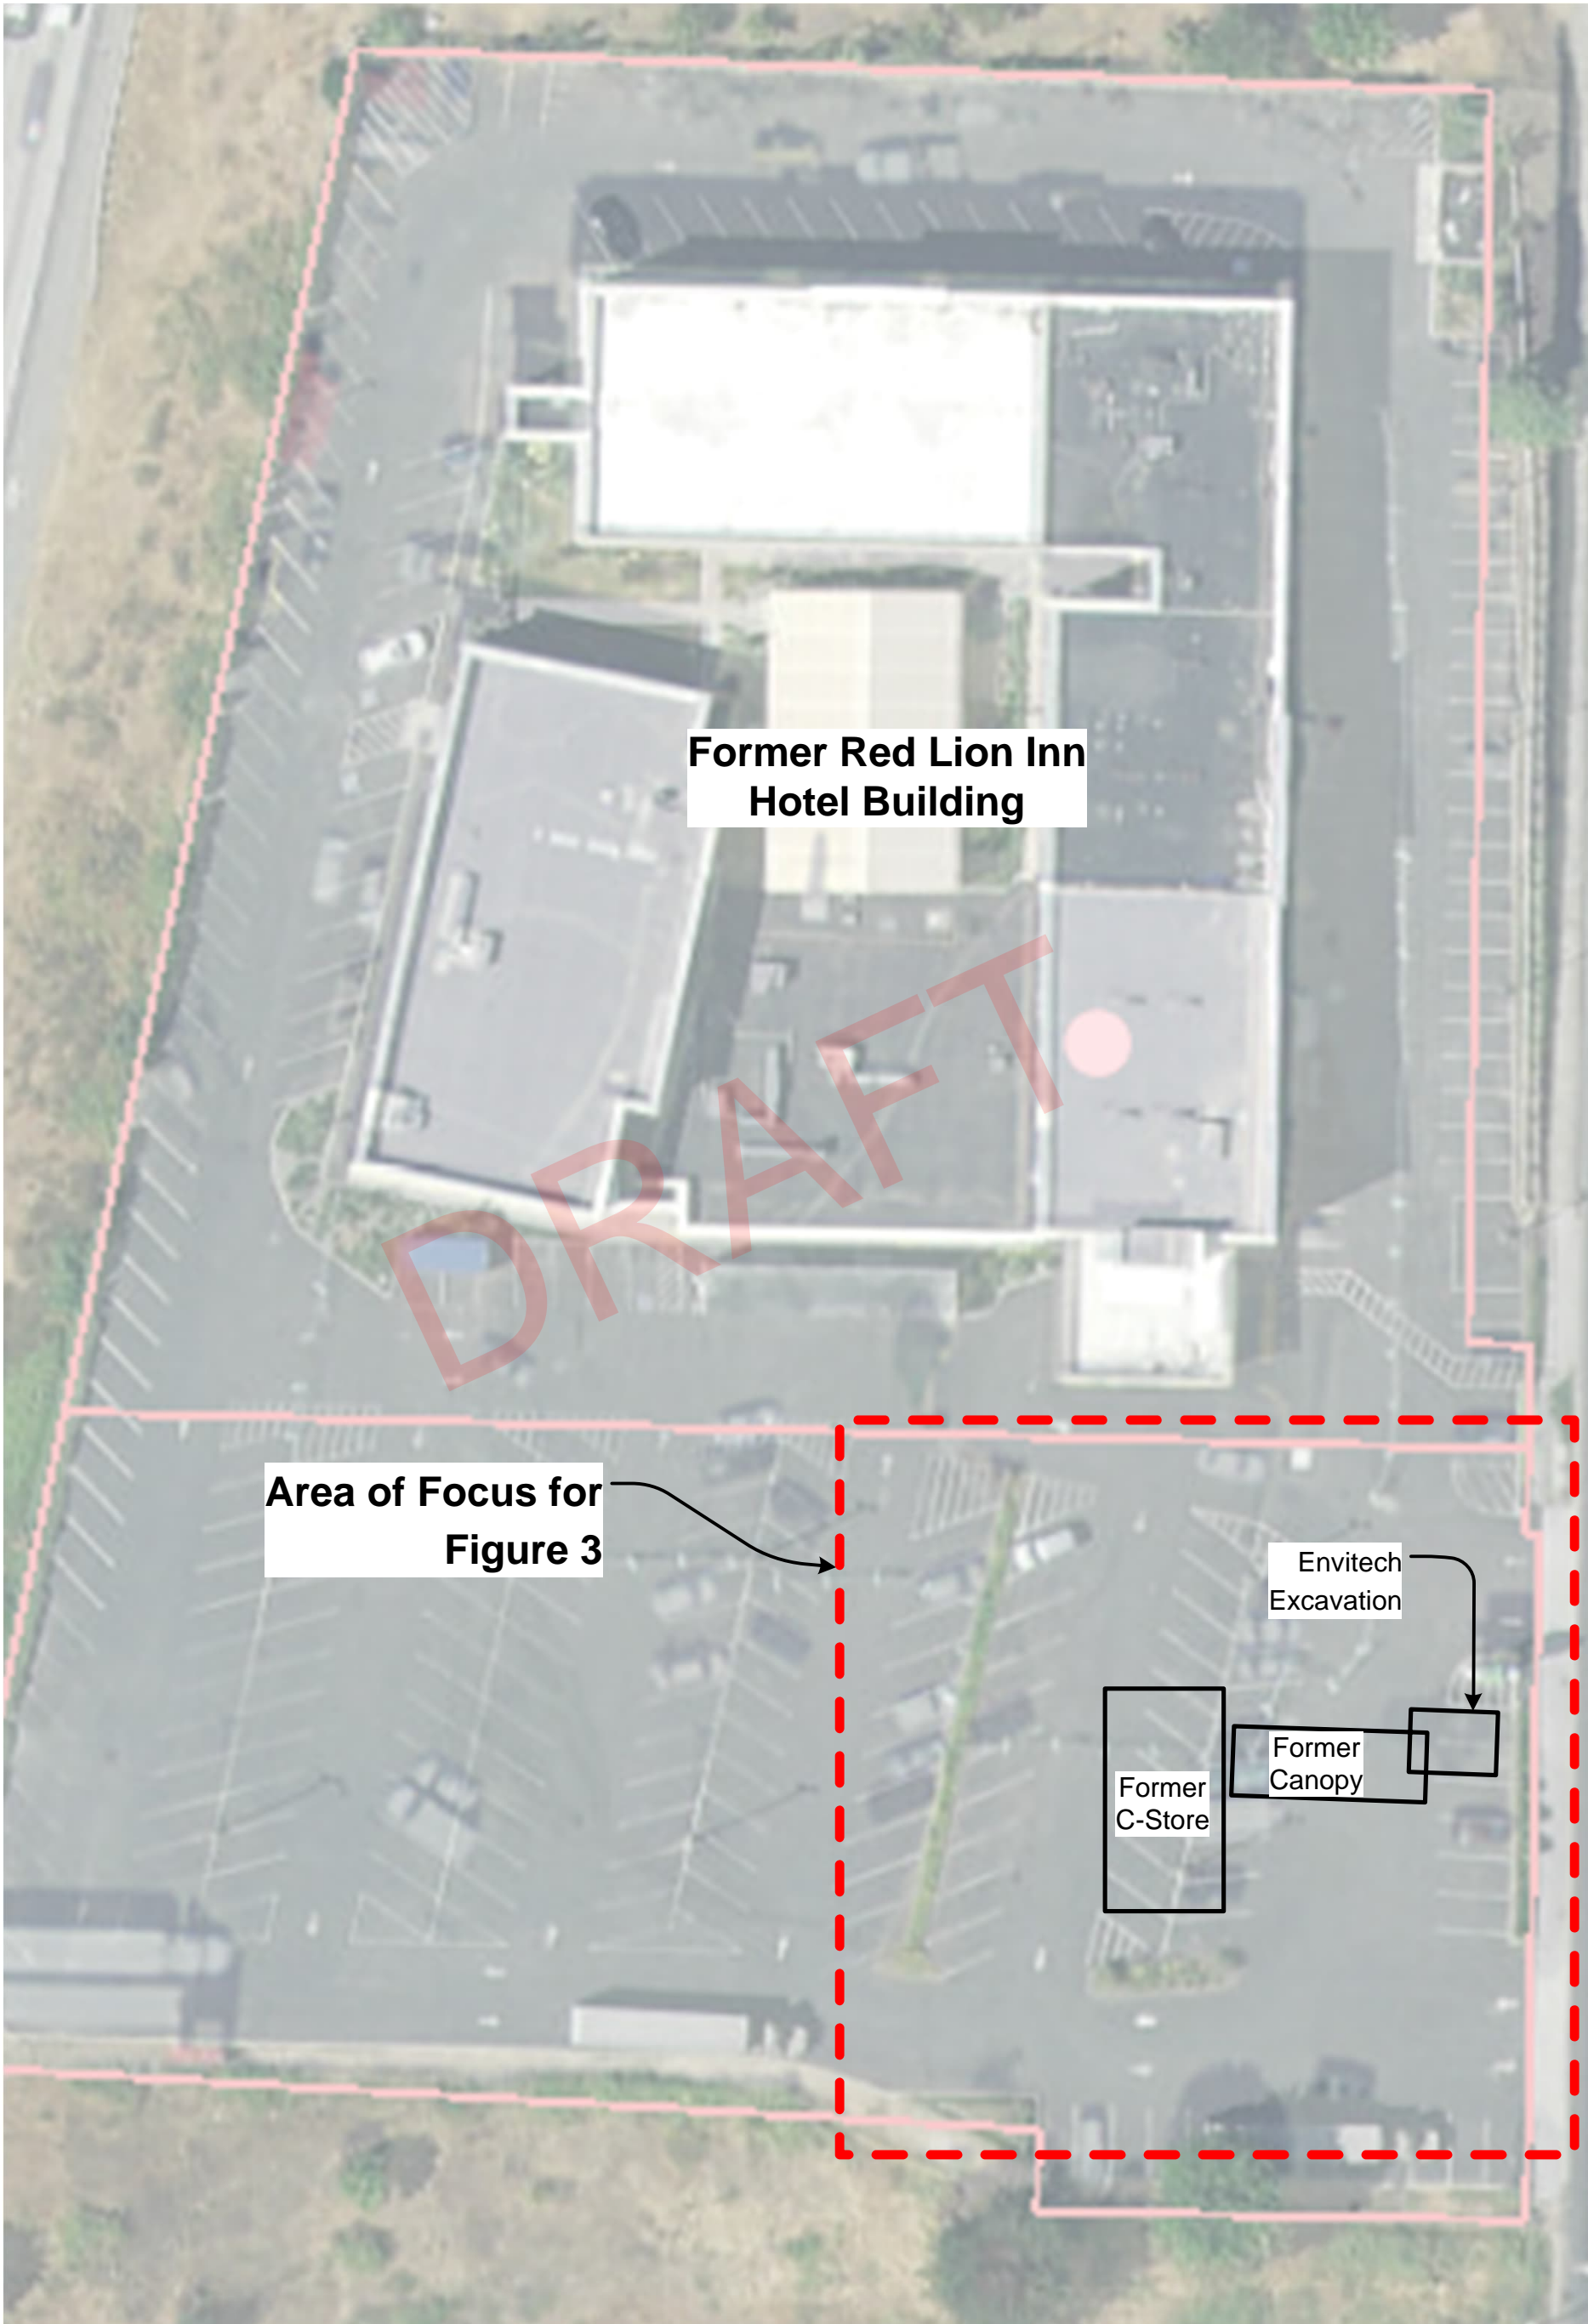 Former Red Lion Inn
Hotel Building
DRAFT
Area of Focus for
Figure 3
Envitech
Excavation
Former
Canopy
Former
C-Store